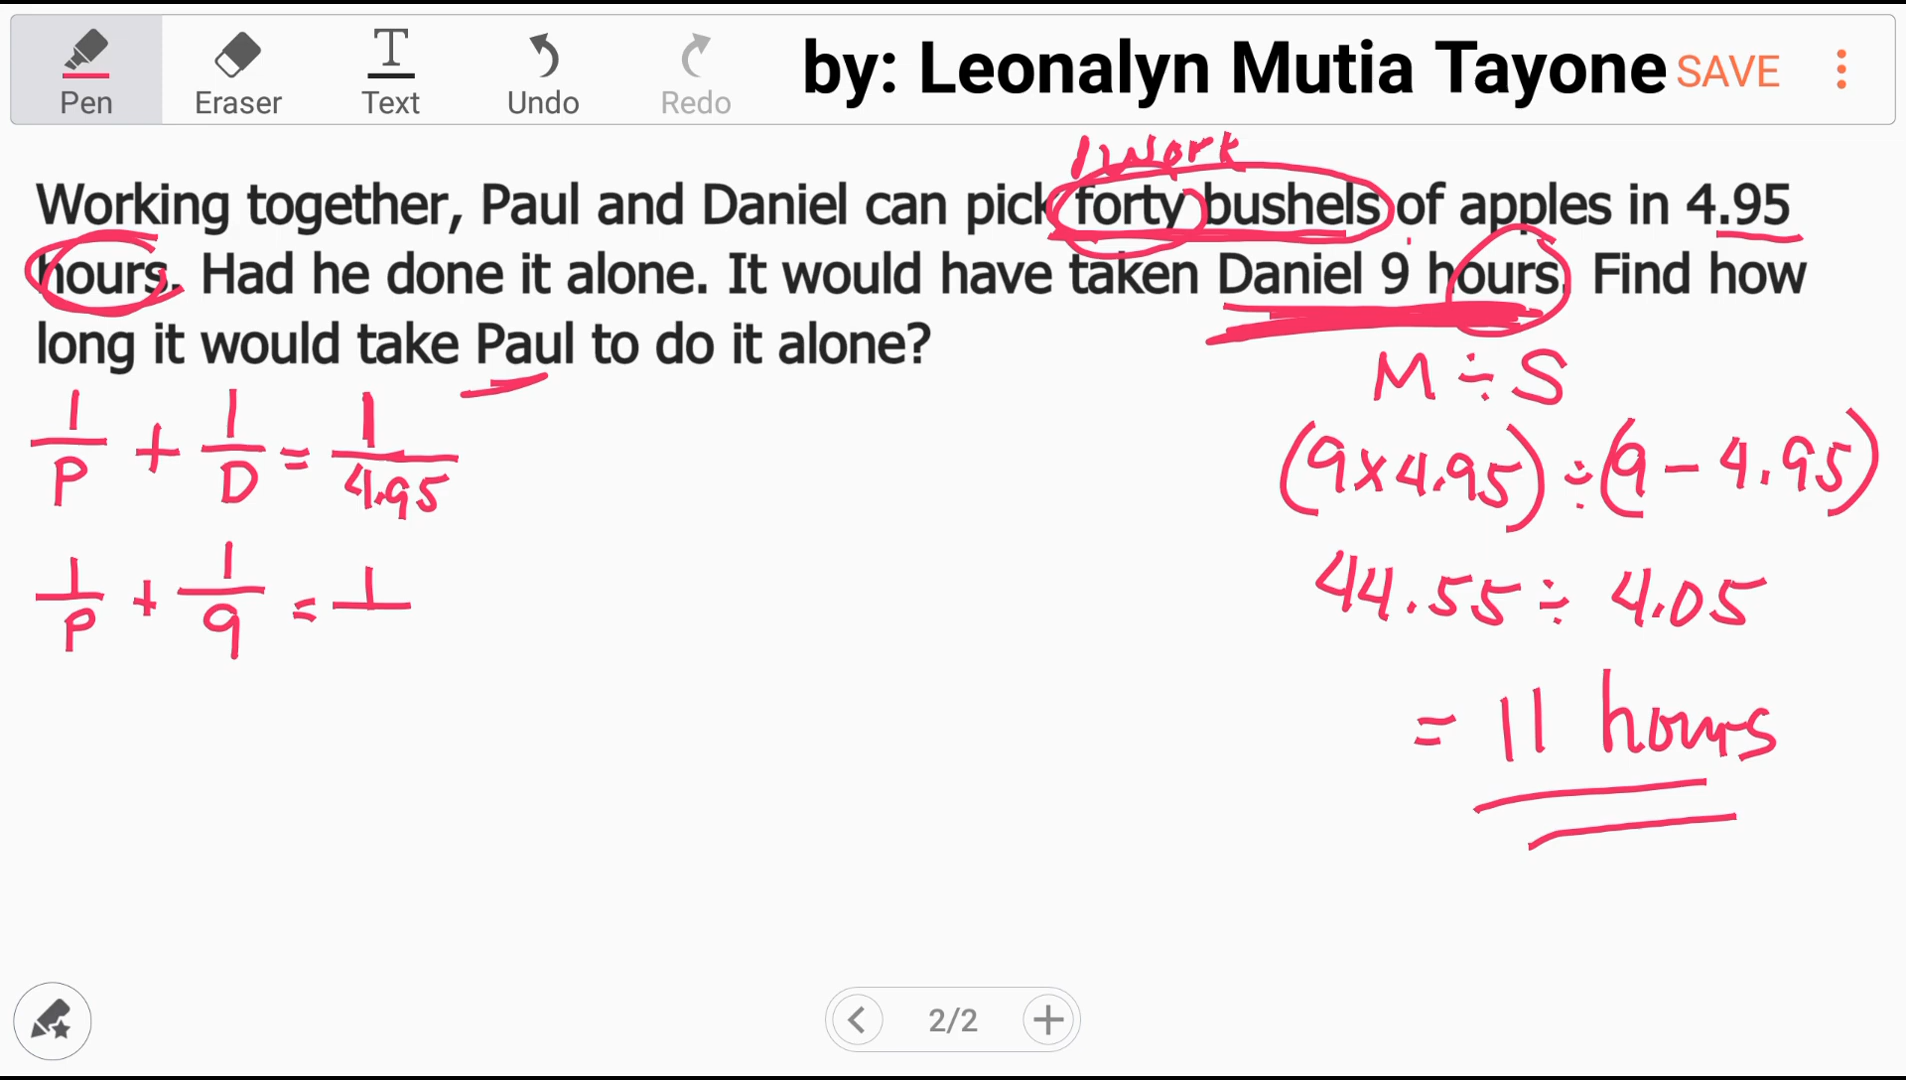 Pen Eraser Text Undo Redo by: Leonalyn Mutia Tayone SAVE
1 work
Working together, Paul and Daniel can pick forty bushels of apples in 4.95
hours. Had he done it alone. It would have taken Daniel 9 hours. Find how
long it would take Paul to do it alone?
M ÷ S
1/P + 1/D = 1/4.95
(9x4.95) ÷ (9 - 4.95)
1/P + 1/9 = 1
44.55 ÷ 4.05
= 11 hours
2/2